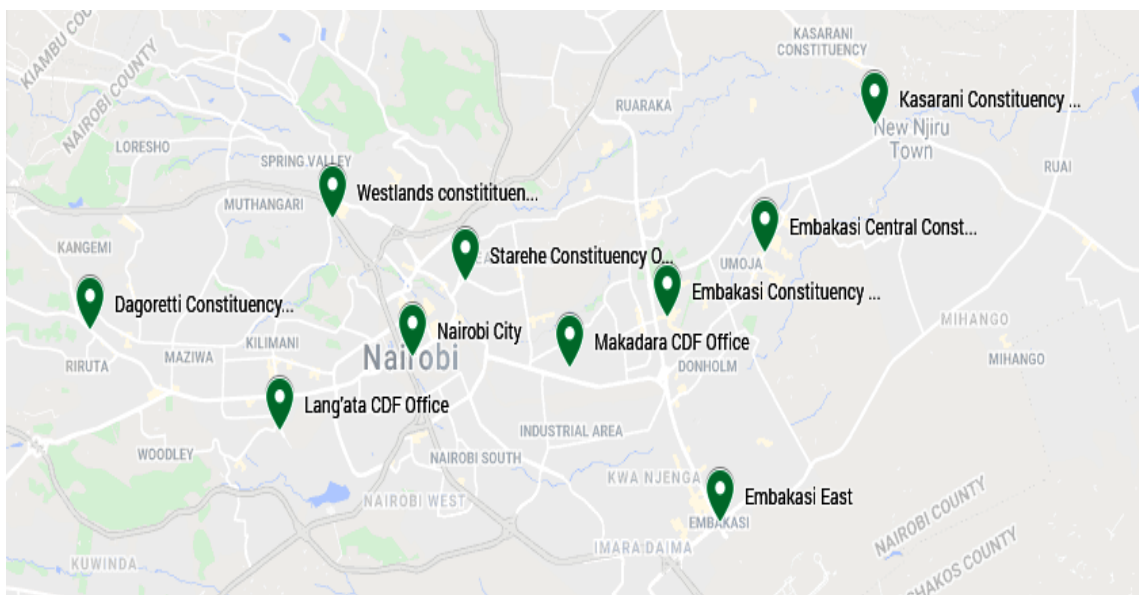 KIAMBU COUNTY
NAIROBI COUNTY
KASARANI
CONSTITUENCY
RUARAKA
Kasarani Constituency ...
New Njiru
Town
LORESHO
SPRING VALLEY
RUAI
Westlands constitituen...
MUTHANGARI
Embakasi Central Const...
KANGEMI
Starehe Constituency O...
UMOJA
Embakasi Constituency ...
Dagoretti Constituency...
MIHANGO
Nairobi City
Makadara CDF Office
KILIMANI
MAZIWA
Nairobi
MIHANGO
RIRUTA
DONHOLM
Lang'ata CDF Office
INDUSTRIAL AREA
WOODLEY
NAIROBI SOUTH
KWA NJENGA
NAIROBI WEST
Embakasi East
EMBAKASI
NAIROBI COUNTY
IMARA DAIMA
KUWINDA
COUNTY